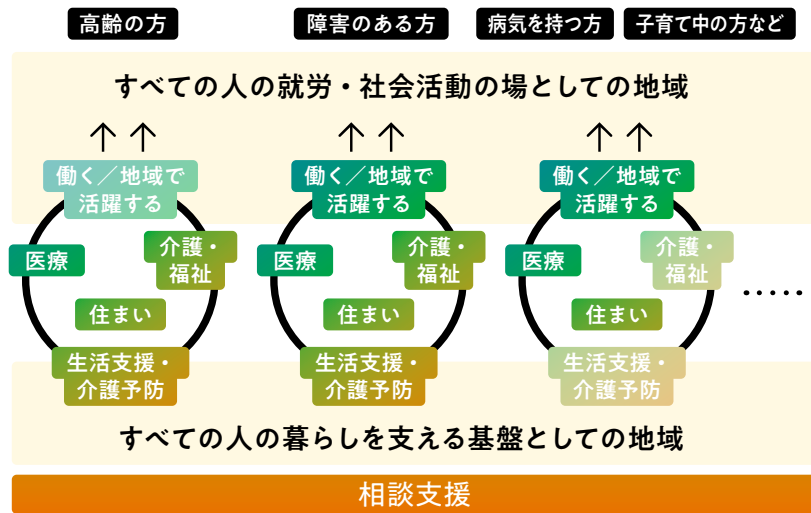 高齢の方
障害のある方
病気を持つ方
子育て中の方など
すべての人の就労・社会活動の場としての地域
働く／地域で
活躍する
医療
介護・
福祉
住まい
生活支援・
介護予防
働く／地域で
活躍する
医療
介護・
福祉
住まい
生活支援・
介護予防
働く／地域で
活躍する
医療
介護・
福祉
住まい
生活支援・
介護予防
.....
すべての人の暮らしを支える基盤としての地域
相談支援